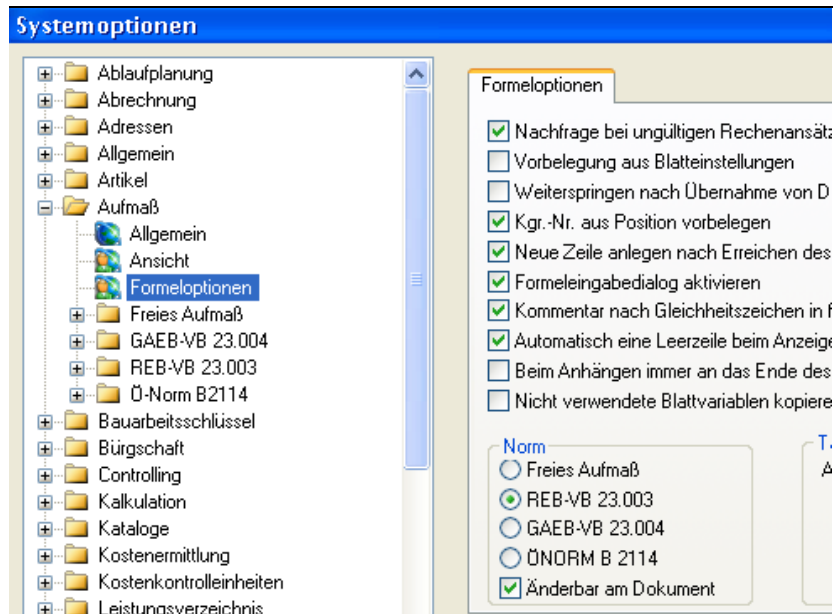 Systemoptionen
Ablaufplanung
Abrechnung
Adressen
Allgemein
Artikel
Aufmaß
Allgemein
Ansicht
Formeloptionen
Freies Aufmaß
GAEB-VB 23.004
REB-VB 23.003
Ö-Norm B2114
Bauarbeitsschlüssel
Bürgschaft
Controlling
Kalkulation
Kataloge
Kostenermittlung
Kostenkontrolleinheiten
Leistungsverzeichnis
Formeloptionen
Nachfrage bei ungültigen
Vorbelegung aus Blatteinstellungen
Weiterspringen nach Übernahme von
Kgr.-Nr. aus Position vorbelegen
Neue Zeile anlegen nach Erreichen des
Formeleingabedialog aktivieren
Kommentar nach Gleichheitszeichen in
Automatisch eine Leerzeile beim
Beim Anhängen immer an das Ende des
Nicht verwendete Blattvariablen
Norm
Freies Aufmaß
REB-VB 23.003
GAEB-VB 23.004
ÖNORM B 2114
Änderbar am Dokument